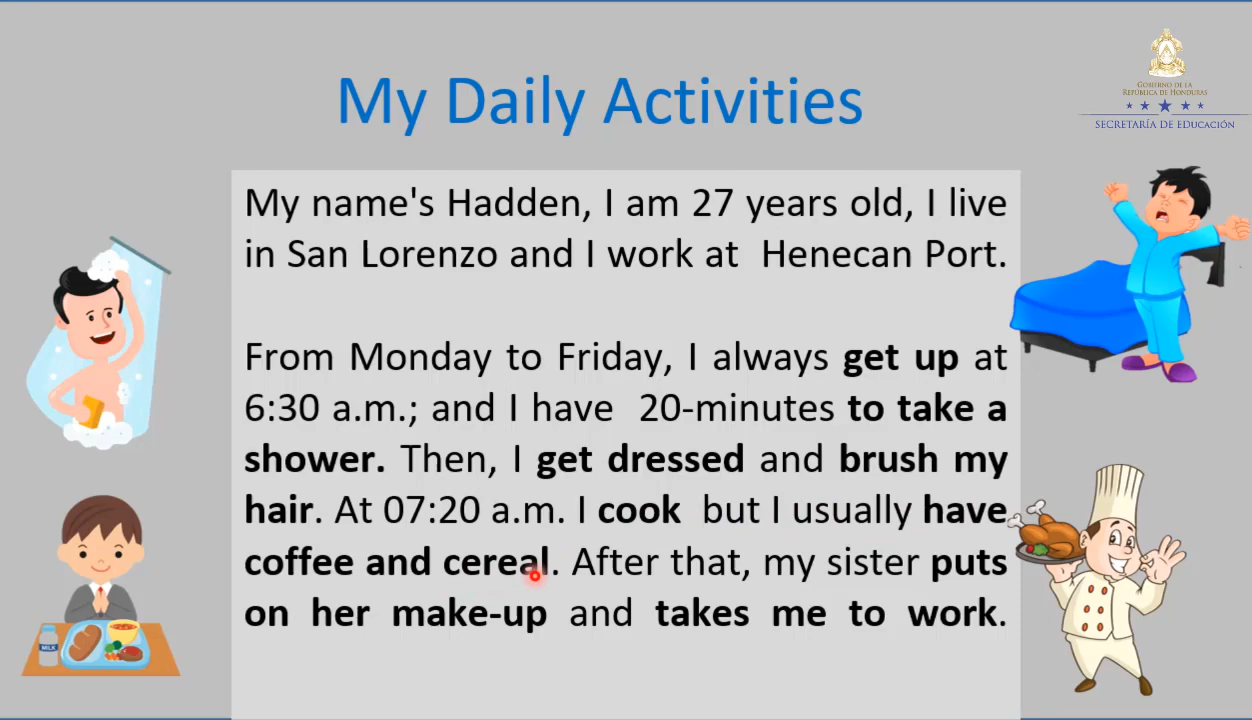 My Daily Activities
GOBIERNO DE LA
REPÚBLICA DE HONDURAS
SECRETARÍA DE EDUCACIÓN
My name's Hadden, I am 27 years old, I live
in San Lorenzo and I work at Henecan Port.
From Monday to Friday, I always get up at
6:30 a.m.; and I have 20-minutes to take a
shower. Then, I get dressed and brush my
hair. At 07:20 a.m. I cook but I usually have
coffee and cereal. After that, my sister puts
on her make-up and takes me to work.
MILK